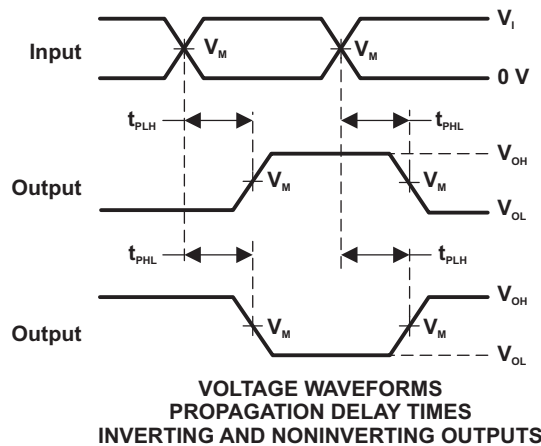 V_I
Input
V_M
V_M
0 V
t_PLH
t_PHL
V_OH
Output
V_M
V_M
V_OL
t_PHL
t_PLH
V_OH
Output
V_M
V_M
V_OL
VOLTAGE WAVEFORMS
PROPAGATION DELAY TIMES
INVERTING AND NONINVERTING OUTPUTS